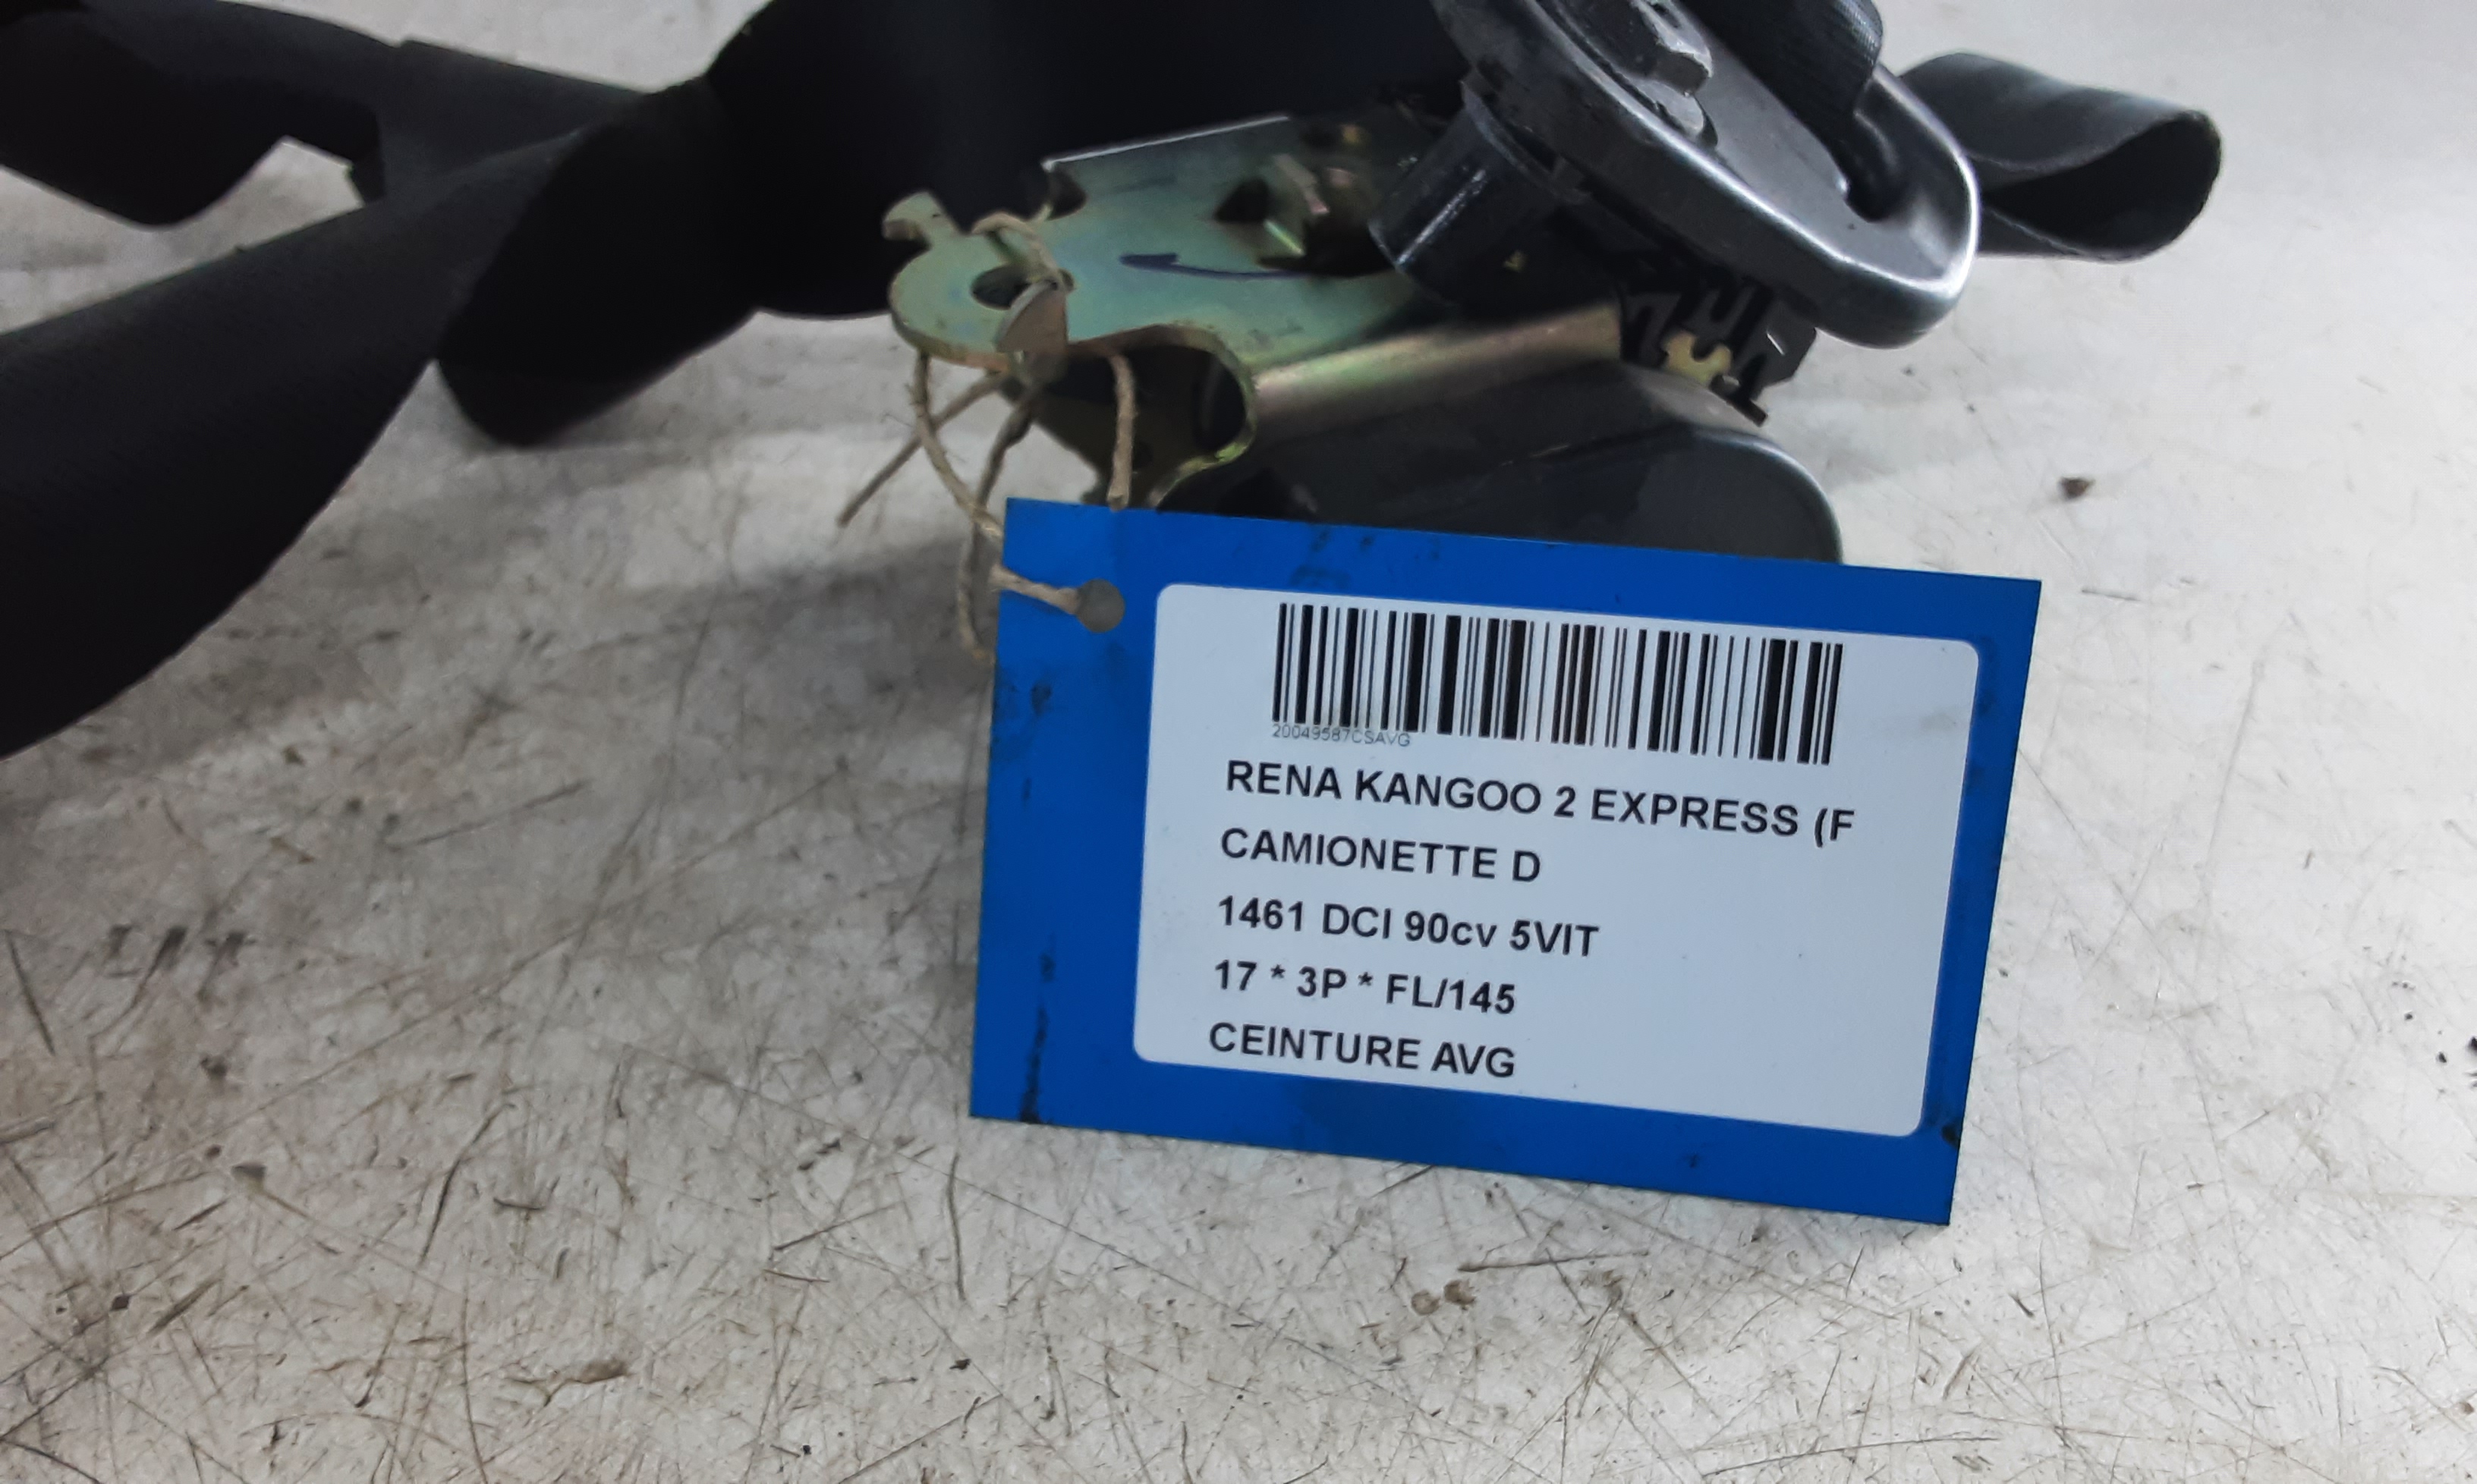 20049587CSAVG
RENA KANGOO 2 EXPRESS (F
CAMIONETTE D
1461 DCI 90cv 5VIT
17 * 3P * FL/145
CEINTURE AVG